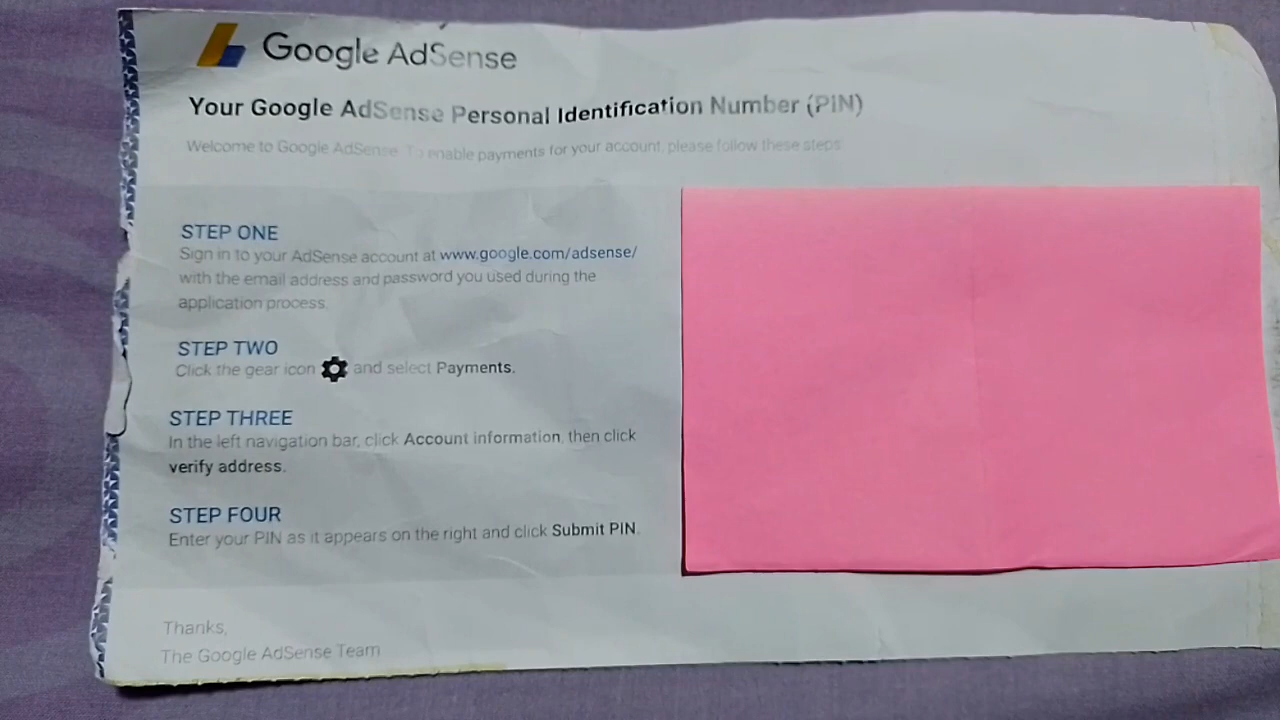 Google AdSense
Your Google AdSense Personal Identification Number (PIN)
Welcome to Google AdSense. To enable payments for your account, please follow these steps:
STEP ONE
Sign in to your AdSense account at www.google.com/adsense/
with the email address and password you used during the
application process.
STEP TWO
Click the gear icon and select Payments.
STEP THREE
In the left navigation bar, click Account information, then click
verify address.
STEP FOUR
Enter your PIN as it appears on the right and click Submit PIN.
Thanks,
The Google AdSense Team